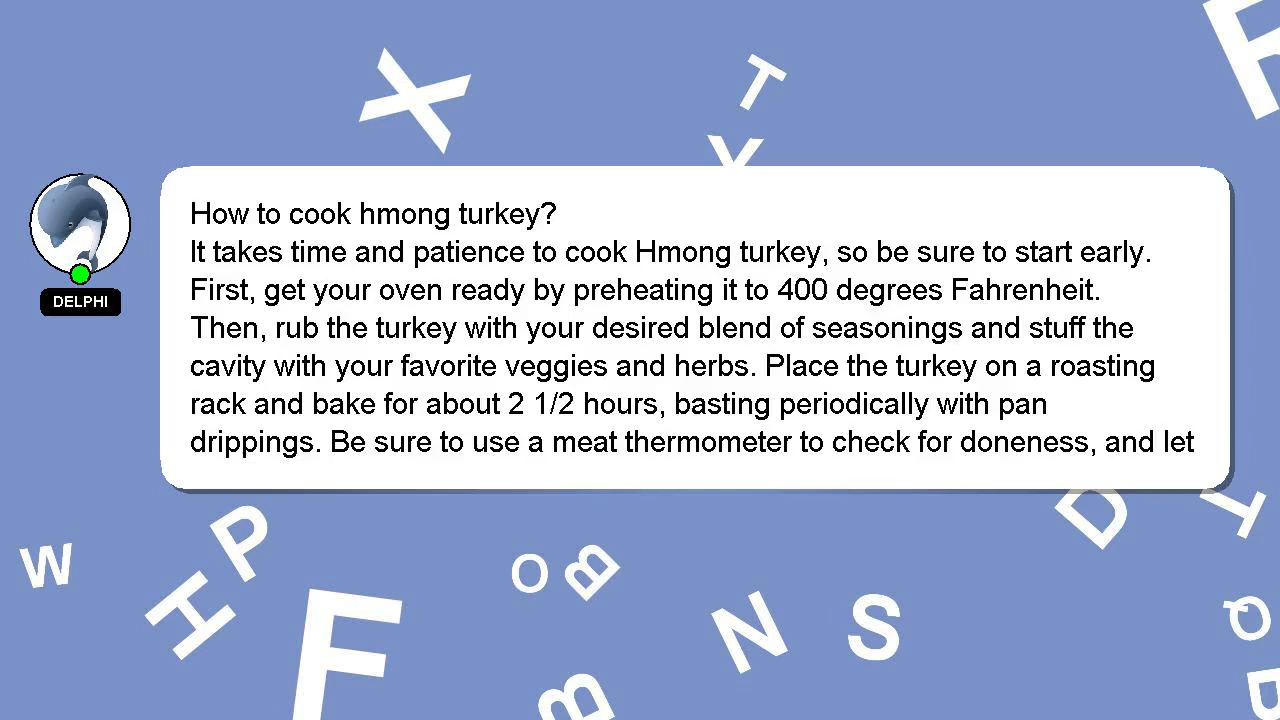 X
T
Y
F
How to cook hmong turkey?
It takes time and patience to cook Hmong turkey, so be sure to start early.
First, get your oven ready by preheating it to 400 degrees Fahrenheit.
Then, rub the turkey with your desired blend of seasonings and stuff the
cavity with your favorite veggies and herbs. Place the turkey on a roasting
rack and bake for about 2 1/2 hours, basting periodically with pan
drippings. Be sure to use a meat thermometer to check for doneness, and let
DELPHI
D
P
W
O
B
H
F
N
S
Q
B